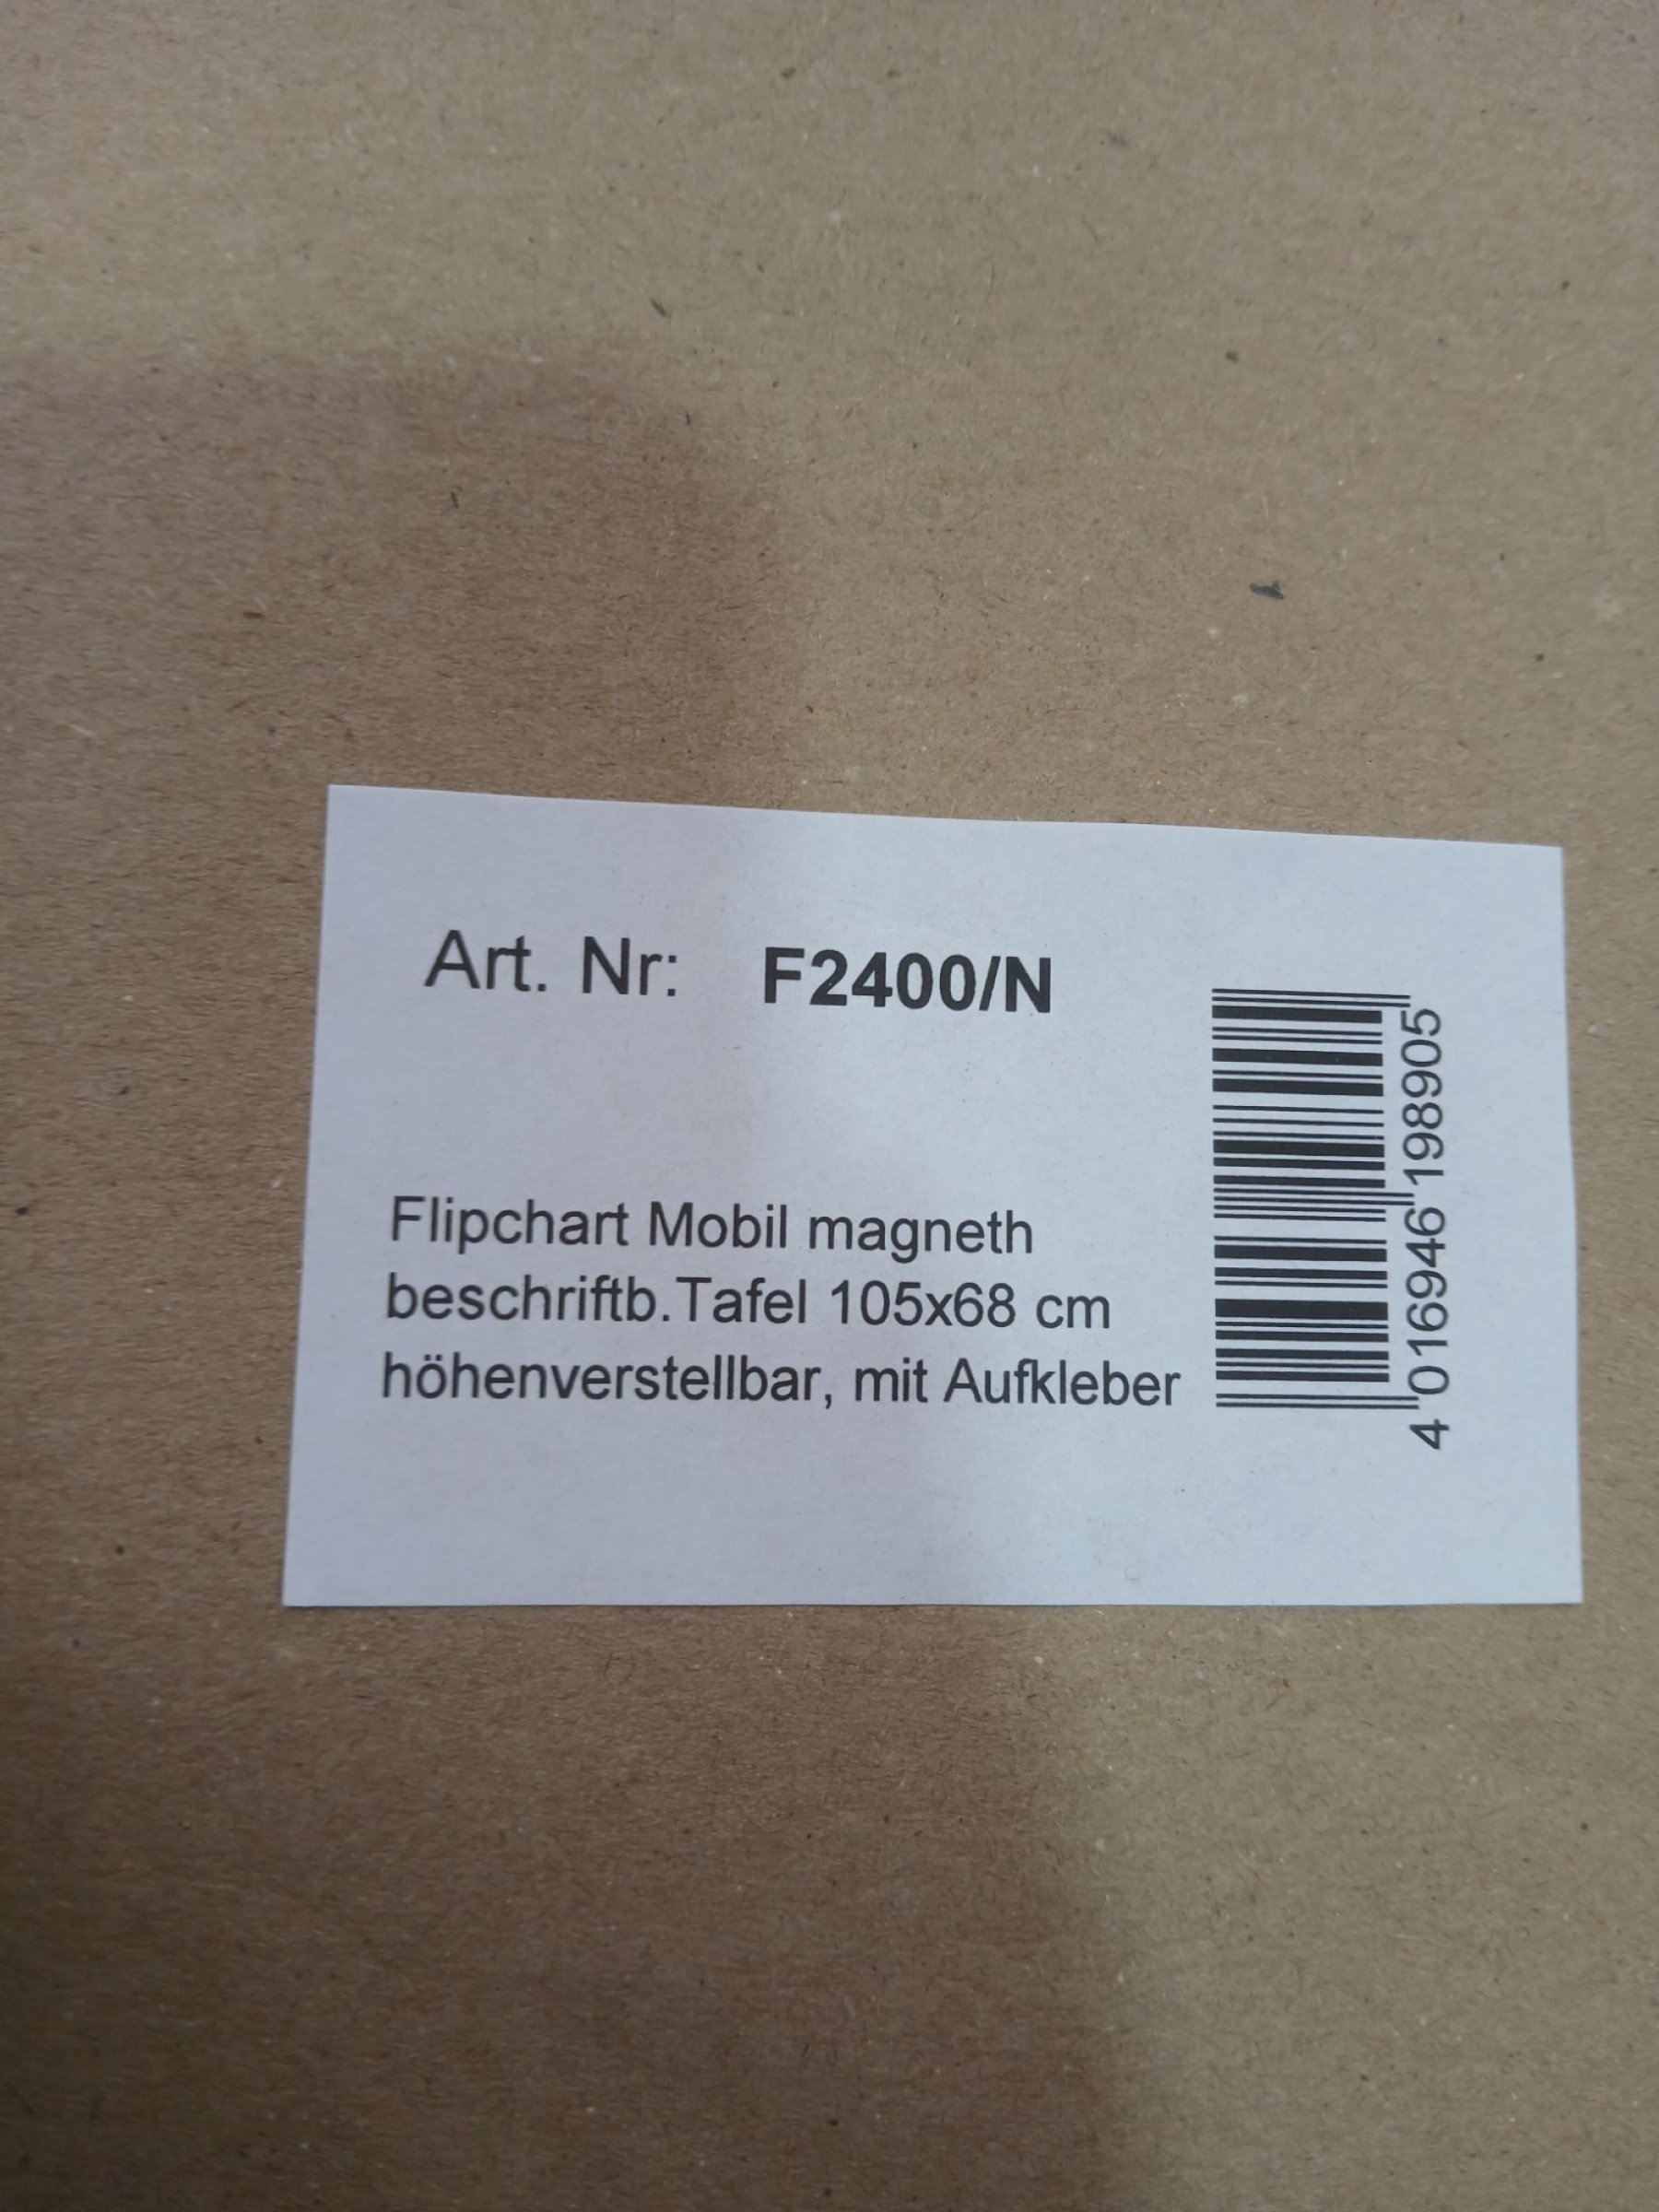 Art. Nr: F2400/N
Flipchart Mobil magneth
beschriftb.Tafel 105x68 cm
höhenverstellbar, mit Aufkleber
4 016946 198905